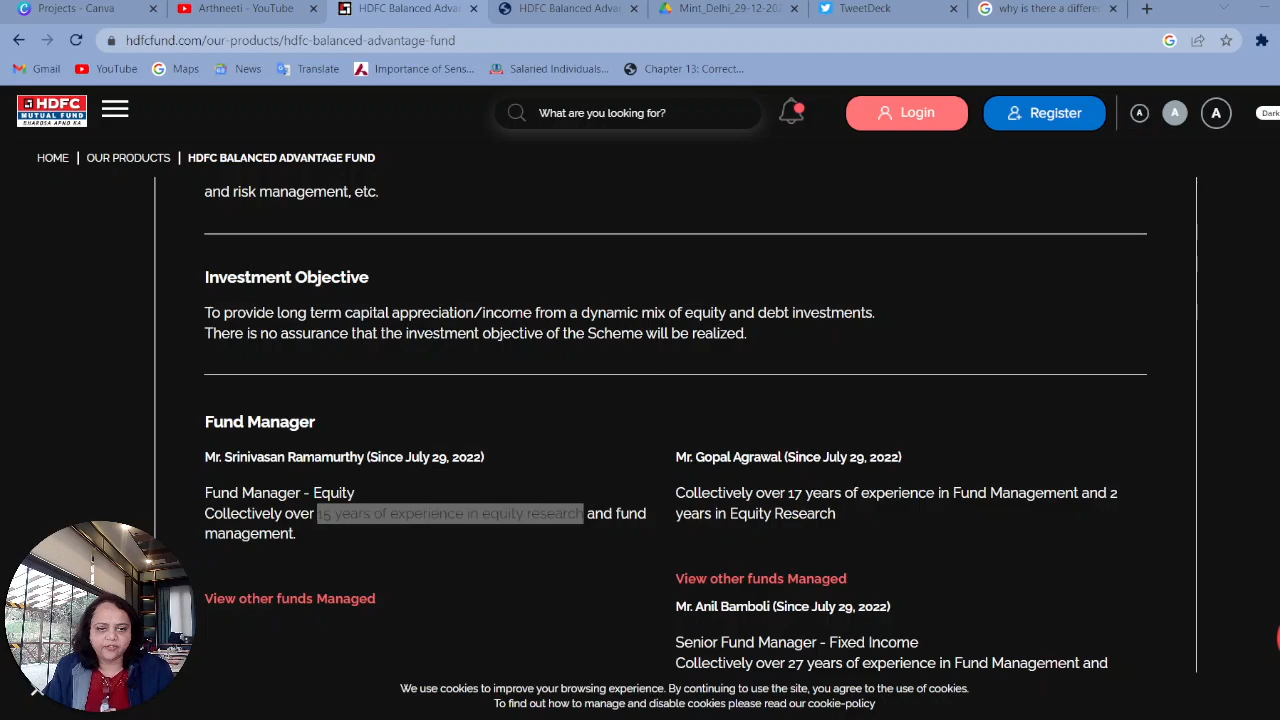 Projects - Canva
Arthneeti - YouTube
HDFC Balanced Advan
HDFC Balanced Advan
Mint_Delhi_29-12-202
TweetDeck
why is there a differe
hdfcfund.com/our-products/hdfc-balanced-advantage-fund
Gmail
YouTube
Maps
News
Translate
Importance of Sens...
Salaried Individuals...
Chapter 13: Correct...
HDFC
MUTUAL FUND
BHAROSA APNO KA
What are you looking for?
Login
Register
A
A
A
Dark
HOME | OUR PRODUCTS | HDFC BALANCED ADVANTAGE FUND
and risk management, etc.
Investment Objective
To provide long term capital appreciation/income from a dynamic mix of equity and debt investments.
There is no assurance that the investment objective of the Scheme will be realized.
Fund Manager
Mr. Srinivasan Ramamurthy (Since July 29, 2022)
Fund Manager - Equity
Collectively over 15 years of experience in equity research and fund
management.
View other funds Managed
Mr. Gopal Agrawal (Since July 29, 2022)
Collectively over 17 years of experience in Fund Management and 2
years in Equity Research
View other funds Managed
Mr. Anil Bamboli (Since July 29, 2022)
Senior Fund Manager - Fixed Income
Collectively over 27 years of experience in Fund Management and
We use cookies to improve your browsing experience. By continuing to use the site, you agree to the use of cookies.
To find out how to manage and disable cookies please read our cookie-policy